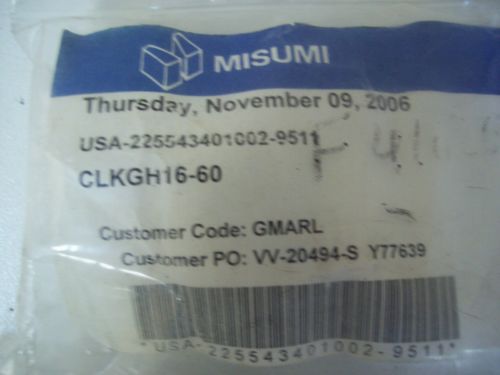 MISUMI
Thursday, November 09, 2006
USA-225543401002-9511
CLKGH16-60
Customer Code: GMARL
Customer PO: VV-20494-S Y77639
*USA-225543401002-9511*